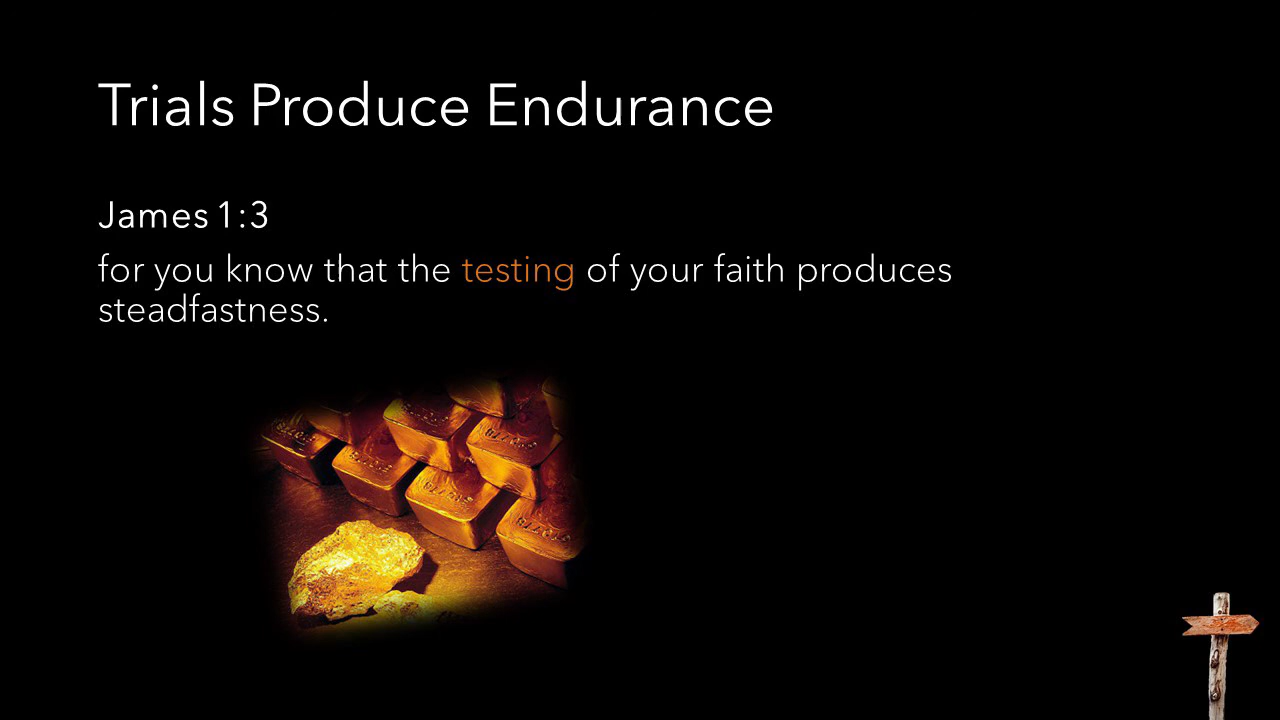 Trials Produce Endurance
James 1:3
for you know that the testing of your faith produces
steadfastness.